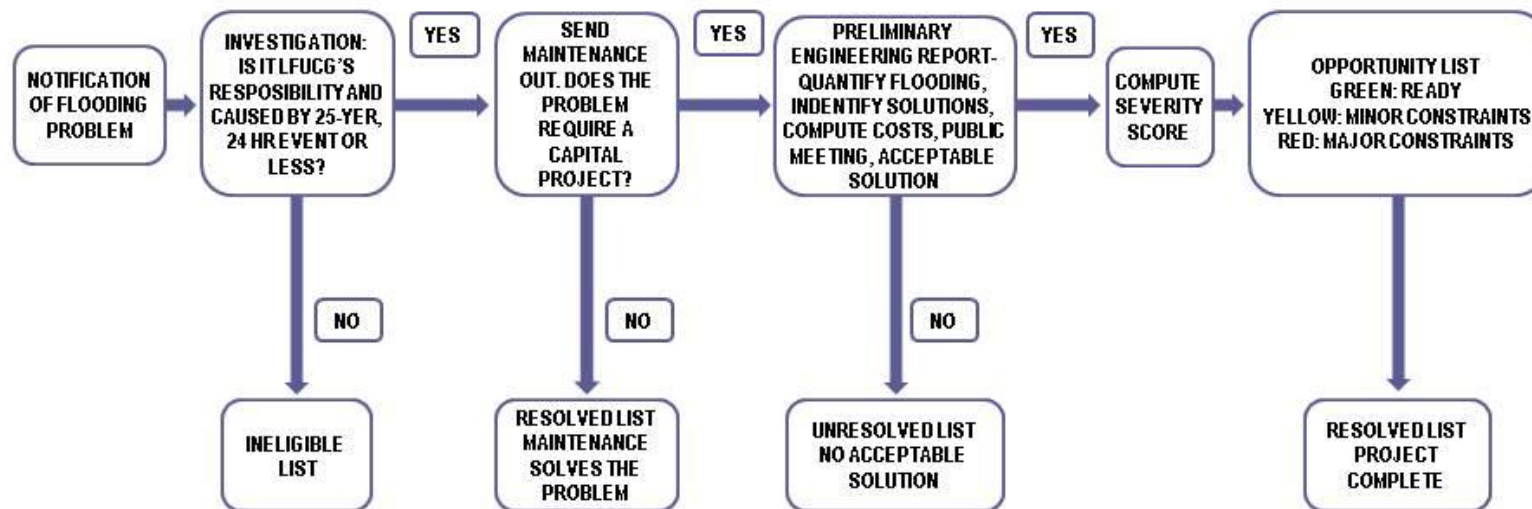 NOTIFICATION
OF FLOODING
PROBLEM
INVESTIGATION:
IS IT LFUCG'S
RESPOSIBILITY AND
CAUSED BY 25-YER,
24 HR EVENT OR
LESS?
YES
SEND
MAINTENANCE
OUT. DOES THE
PROBLEM
REQUIRE A
CAPITAL
PROJECT?
YES
PRELIMINARY
ENGINEERING REPORT-
QUANTIFY FLOODING,
INDENTIFY SOLUTIONS,
COMPUTE COSTS, PUBLIC
MEETING, ACCEPTABLE
SOLUTION
YES
COMPUTE
SEVERITY
SCORE
OPPORTUNITY LIST
GREEN: READY
YELLOW: MINOR CONSTRAINTS
RED: MAJOR CONSTRAINTS
NO
NO
NO
INELIGIBLE
LIST
RESOLVED LIST
MAINTENANCE
SOLVES THE
PROBLEM
UNRESOLVED LIST
NO ACCEPTABLE
SOLUTION
RESOLVED LIST
PROJECT
COMPLETE